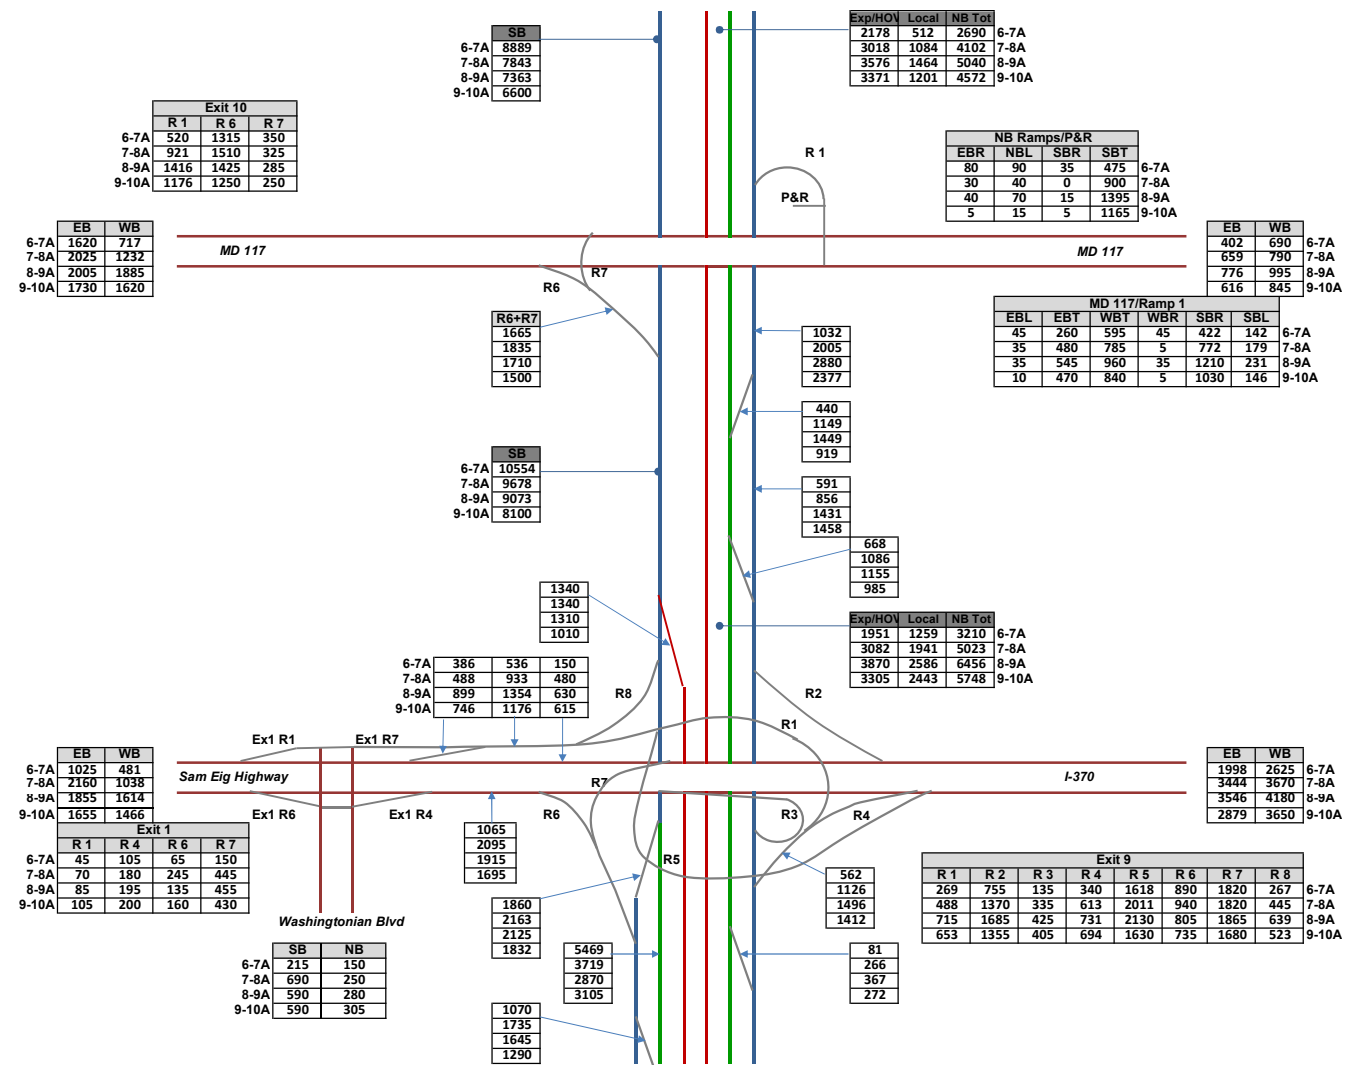 SB
6-7A 8889
7-8A 7843
8-9A 7363
9-10A 6600
Exp/HOV Local NB Tot
2178 512 2690 6-7A
3018 1084 4102 7-8A
3576 1464 5040 8-9A
3371 1201 4572 9-10A
Exit 10
R 1 R 6 R 7
6-7A 520 1315 350
7-8A 921 1510 325
8-9A 1416 1425 285
9-10A 1176 1250 250
R 1
P&R
NB Ramps/P&R
EBR NBL SBR SBT
80 90 35 475 6-7A
30 40 0 900 7-8A
40 70 15 1395 8-9A
5 15 5 1165 9-10A
EB WB
6-7A 1620 717
7-8A 2025 1232
8-9A 2005 1885
9-10A 1730 1620
MD 117
MD 117
EB WB
402 690 6-7A
659 790 7-8A
776 995 8-9A
616 845 9-10A
R7
R6
R6+R7
1665
1835
1710
1500
1032
2005
2880
2377
MD 117/Ramp 1
EBL EBT WBT WBR SBR SBL
45 260 595 45 422 142 6-7A
35 480 785 5 772 179 7-8A
35 545 960 35 1210 231 8-9A
10 470 840 5 1030 146 9-10A
440
1149
1449
919
SB
6-7A 10554
7-8A 9678
8-9A 9073
9-10A 8100
591
856
1431
1458
668
1086
1155
985
1340
1340
1310
1010
Exp/HOV Local NB Tot
1951 1259 3210 6-7A
3082 1941 5023 7-8A
3870 2586 6456 8-9A
3305 2443 5748 9-10A
6-7A 386 536 150
7-8A 488 933 480
8-9A 899 1354 630
9-10A 746 1176 615
R8
R2
R1
Ex1 R1
Ex1 R7
EB WB
6-7A 1025 481
7-8A 2160 1038
8-9A 1855 1614
9-10A 1655 1466
Sam Eig Highway
I-370
EB WB
1998 2625 6-7A
3444 3670 7-8A
3546 4180 8-9A
2879 3650 9-10A
R7
Ex1 R6
Ex1 R4
R6
R3
R4
Exit 1
R 1 R 4 R 6 R 7
6-7A 45 105 65 150
7-8A 70 180 245 445
8-9A 85 195 135 455
9-10A 105 200 160 430
1065
2095
1915
1695
R5
562
1126
1496
1412
Exit 9
R 1 R 2 R 3 R 4 R 5 R 6 R 7 R 8
269 755 135 340 1618 890 1820 267 6-7A
488 1370 335 613 2011 940 1820 445 7-8A
715 1685 425 731 2130 805 1865 639 8-9A
653 1355 405 694 1630 735 1680 523 9-10A
Washingtonian Blvd
1860
2163
2125
1832
SB NB
6-7A 215 150
7-8A 690 250
8-9A 590 280
9-10A 590 305
5469
3719
2870
3105
81
266
367
272
1070
1735
1645
1290